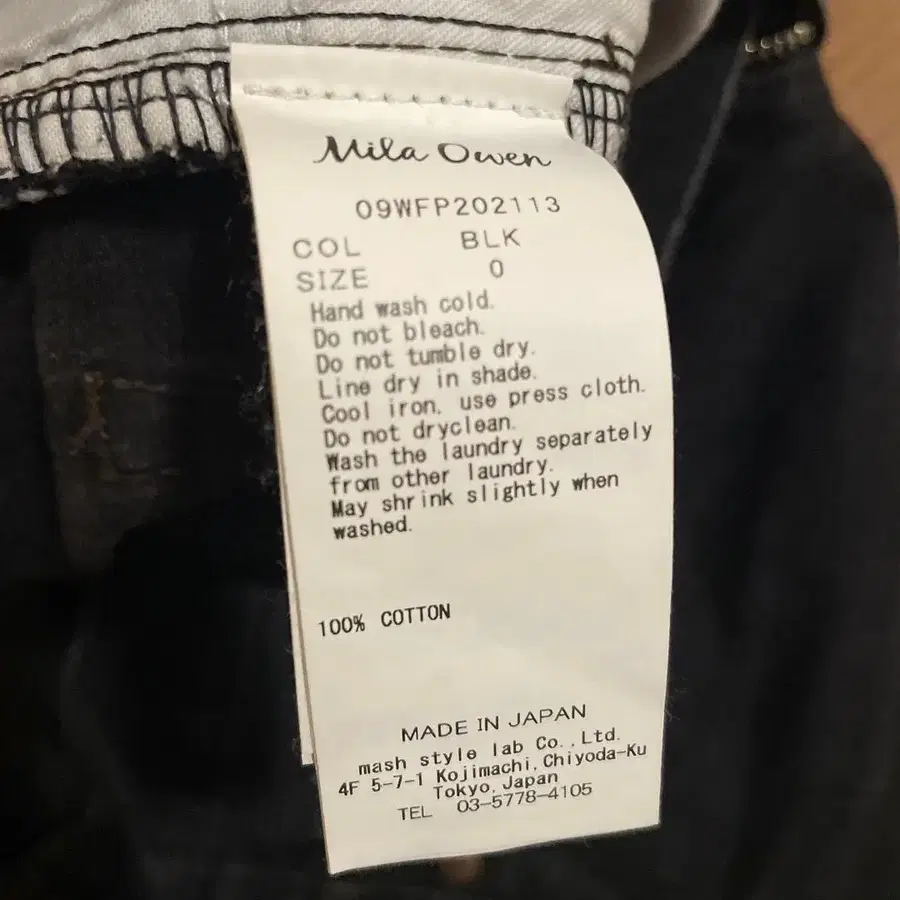 Mila Owen
09WFP202113
COL BLK
SIZE 0
Hand wash cold.
Do not bleach.
Do not tumble dry.
Line dry in shade.
Cool iron, use press cloth.
Do not dryclean.
Wash the laundry separately
from other laundry.
May shrink slightly when
washed.
100% COTTON
MADE IN JAPAN
mash style lab Co.,Ltd.
4F 5-7-1 Kojimachi,Chiyoda-Ku
Tokyo,Japan
TEL 03-5778-4105